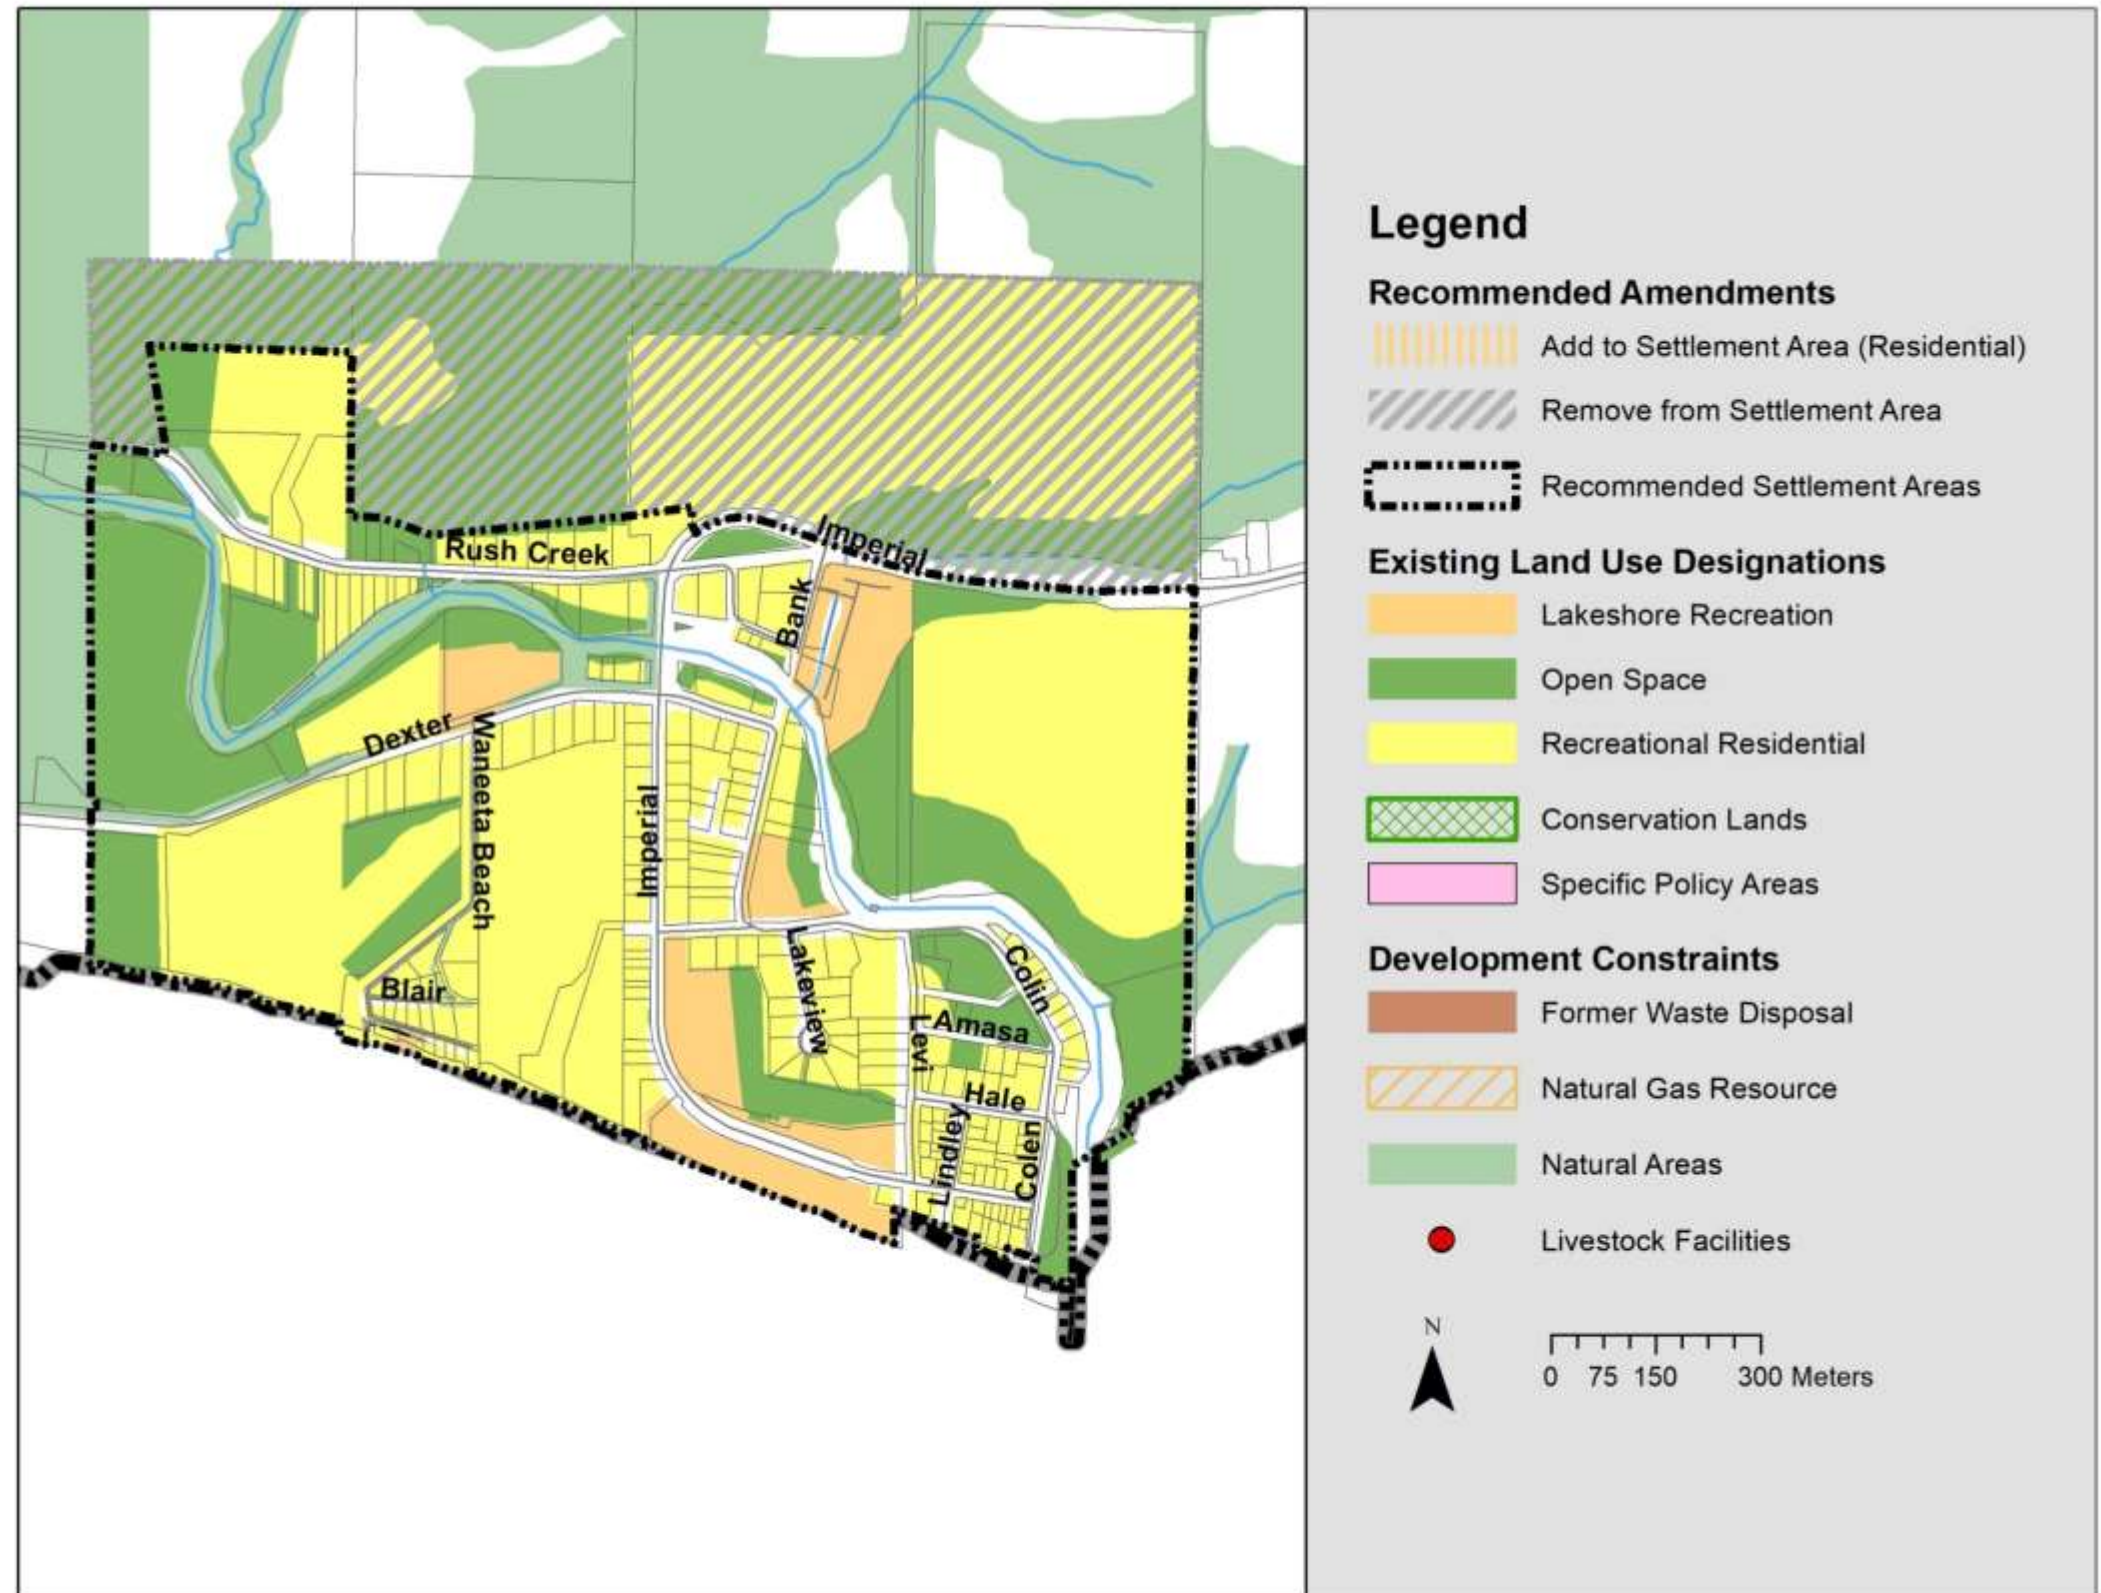 Rush Creek
Imperial
Bank
Dexter
Waneeta Beach
Imperial
Lakeview
Colin
Blair
Levi
Amasa
Hale
Lindley
Colen
Legend
Recommended Amendments
Add to Settlement Area (Residential)
Remove from Settlement Area
Recommended Settlement Areas
Existing Land Use Designations
Lakeshore Recreation
Open Space
Recreational Residential
Conservation Lands
Specific Policy Areas
Development Constraints
Former Waste Disposal
Natural Gas Resource
Natural Areas
Livestock Facilities
N
0 75 150 300 Meters